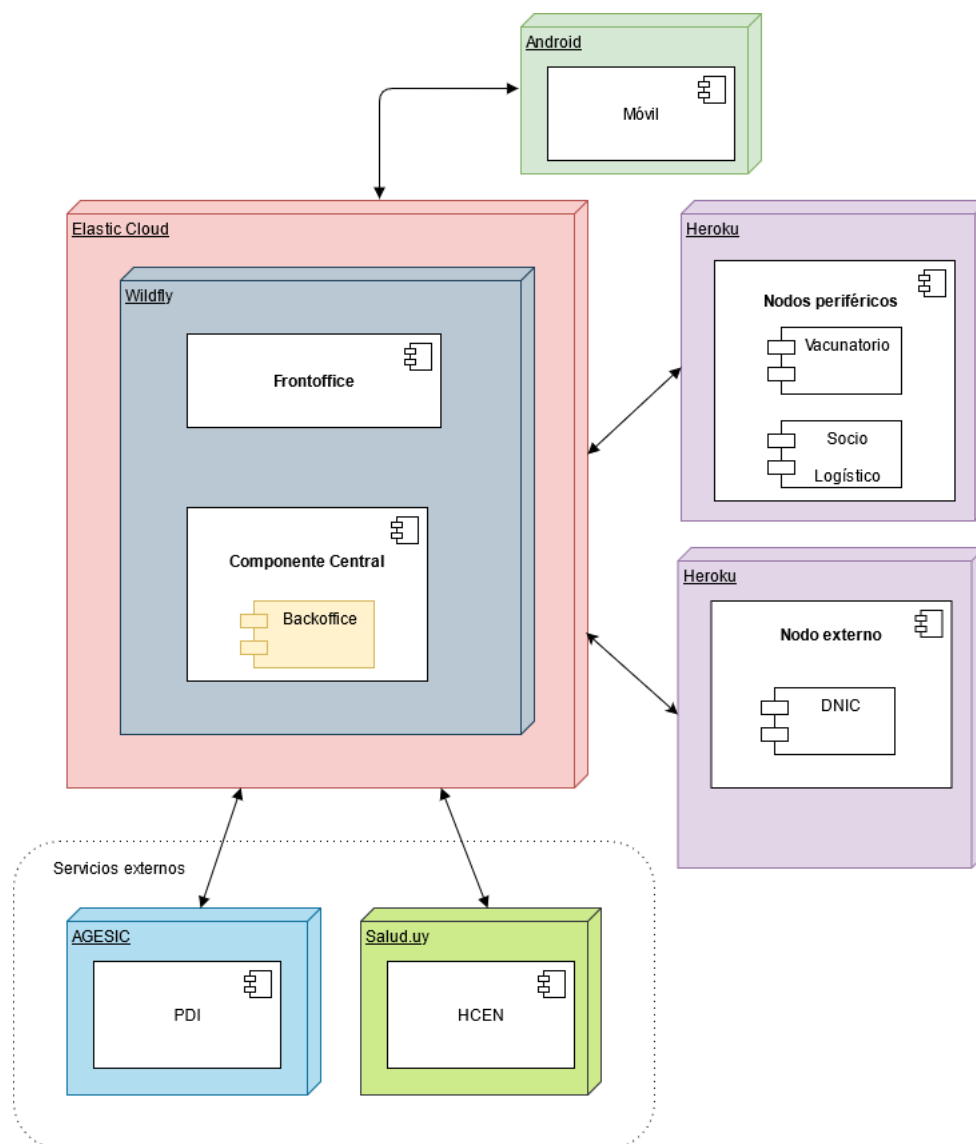 Android
Móvil
Elastic Cloud
Wildfly
Frontoffice
Componente Central
Backoffice
Heroku
Nodos periféricos
Vacunatorio
Socio
Logístico
Heroku
Nodo externo
DNIC
Servicios externos
AGESIC
PDI
Salud.uy
HCEN